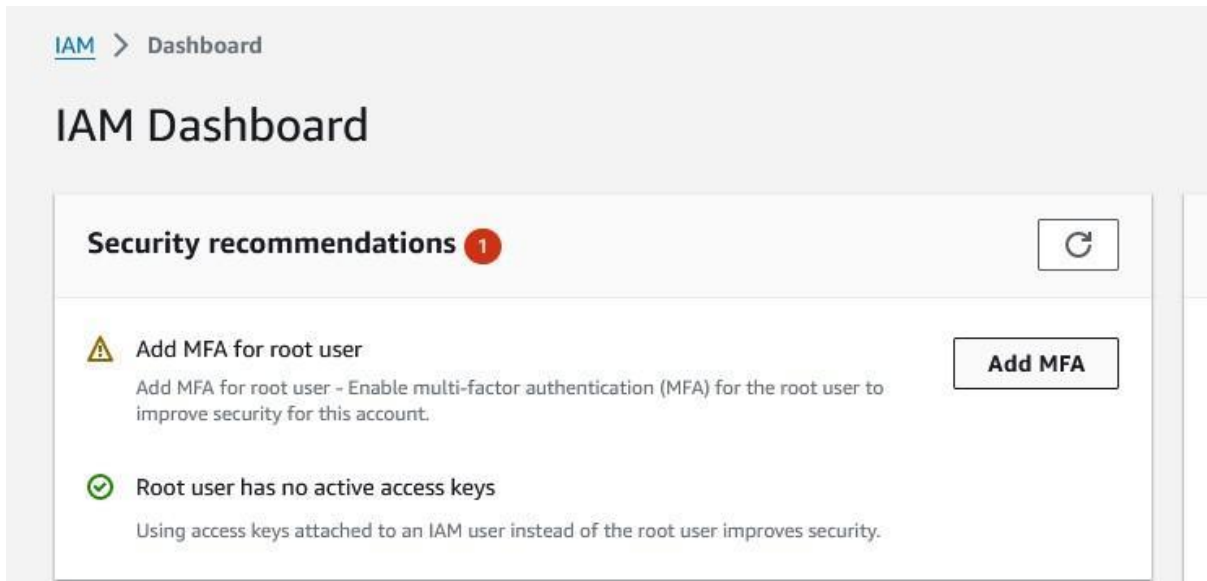 IAM > Dashboard
IAM Dashboard
Security recommendations 1
Add MFA for root user
Add MFA
Add MFA for root user - Enable multi-factor authentication (MFA) for the root user to
improve security for this account.
Root user has no active access keys
Using access keys attached to an IAM user instead of the root user improves security.